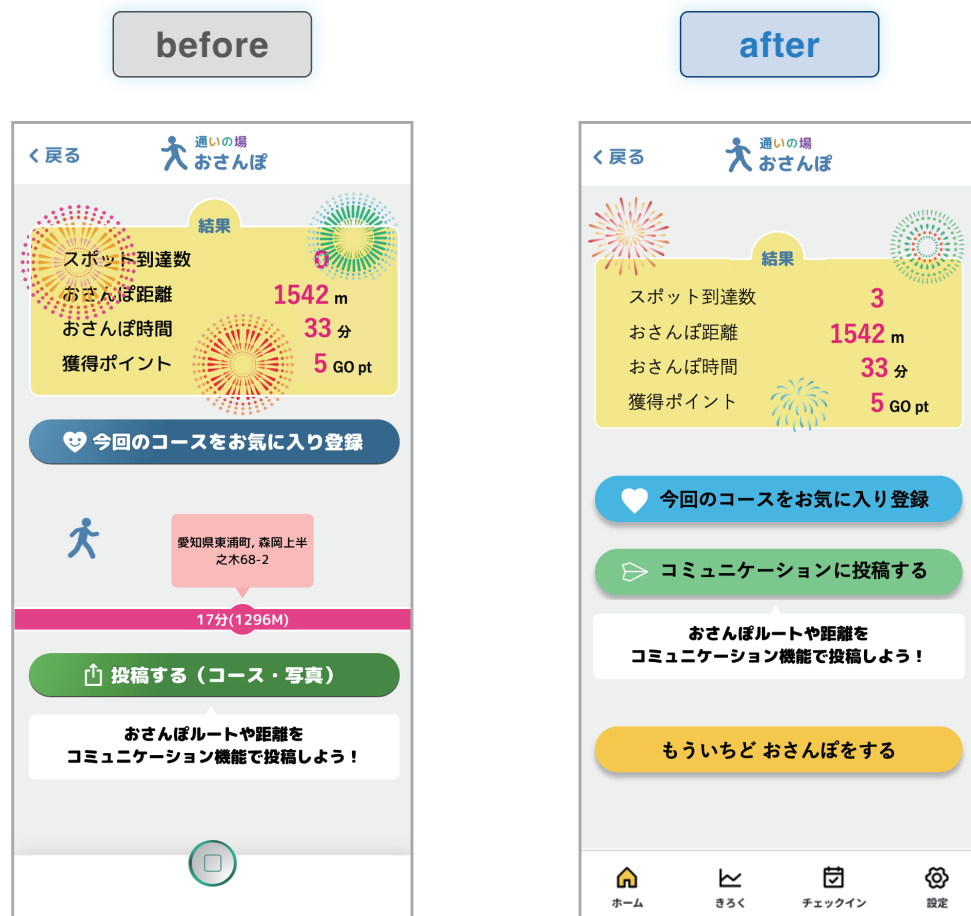 before
戻る
通いの場
おさんぽ
結果
スポット到達数 0
おさんぽ距離 1542 m
おさんぽ時間 33 分
獲得ポイント 5 GO pt
今回のコースをお気に入り登録
愛知県東浦町, 森岡上半
之木68-2
17分(1296M)
投稿する（コース・写真）
おさんぽルートや距離を
コミュニケーション機能で投稿しよう！
after
戻る
通いの場
おさんぽ
結果
スポット到達数 3
おさんぽ距離 1542 m
おさんぽ時間 33 分
獲得ポイント 5 GO pt
今回のコースをお気に入り登録
コミュニケーションに投稿する
おさんぽルートや距離を
コミュニケーション機能で投稿しよう！
もういちど おさんぽをする
ホーム きろく チェックイン 設定